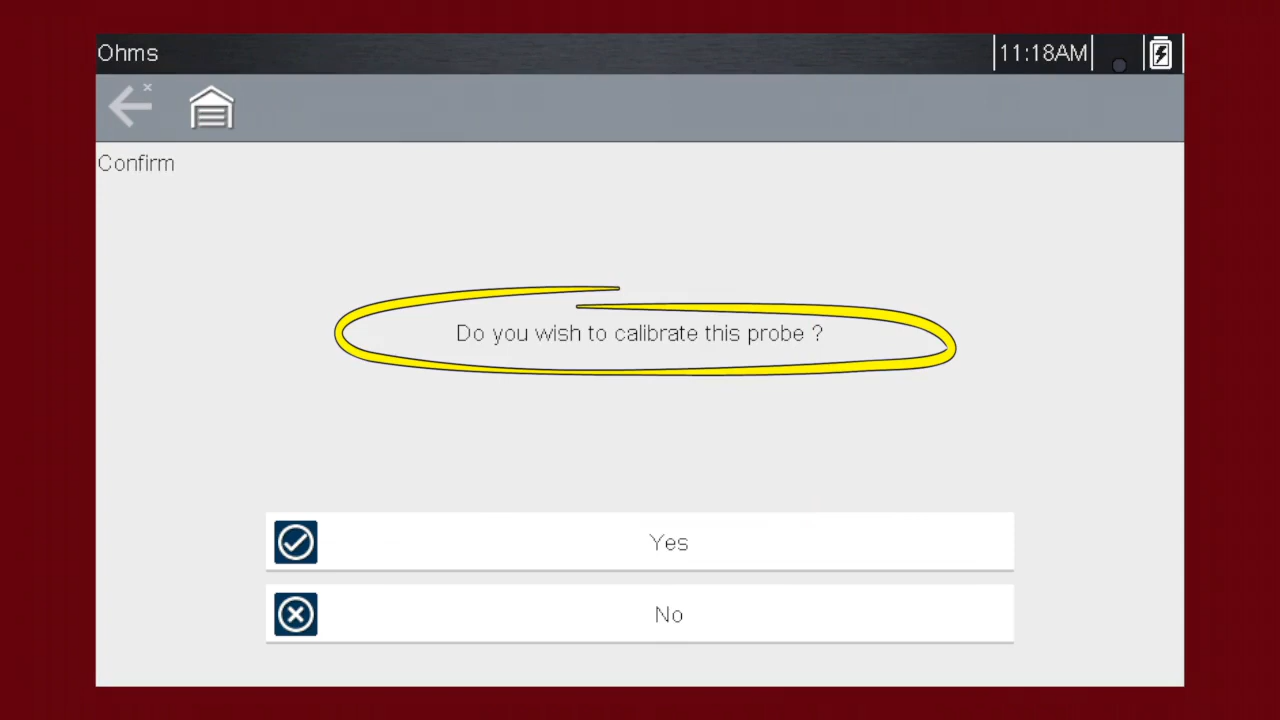 Ohms
11:18AM
Confirm
Do you wish to calibrate this probe ?
Yes
No